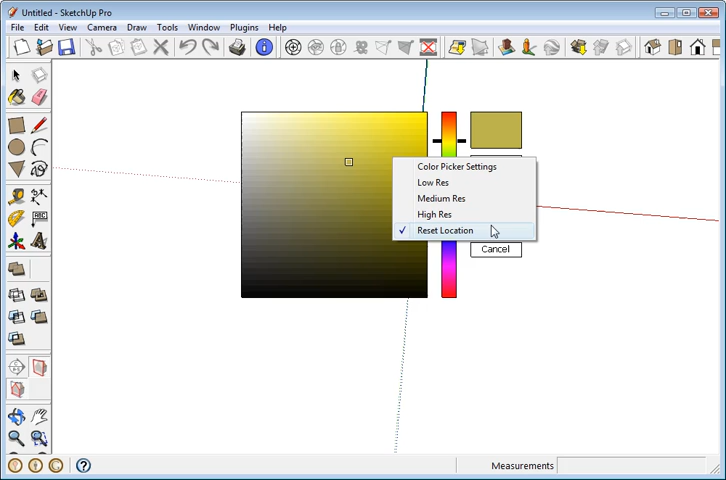 Untitled - SketchUp Pro
File Edit View Camera Draw Tools Window Plugins Help
ABC
Color Picker Settings
Low Res
Medium Res
High Res
Reset Location
Cancel
Measurements